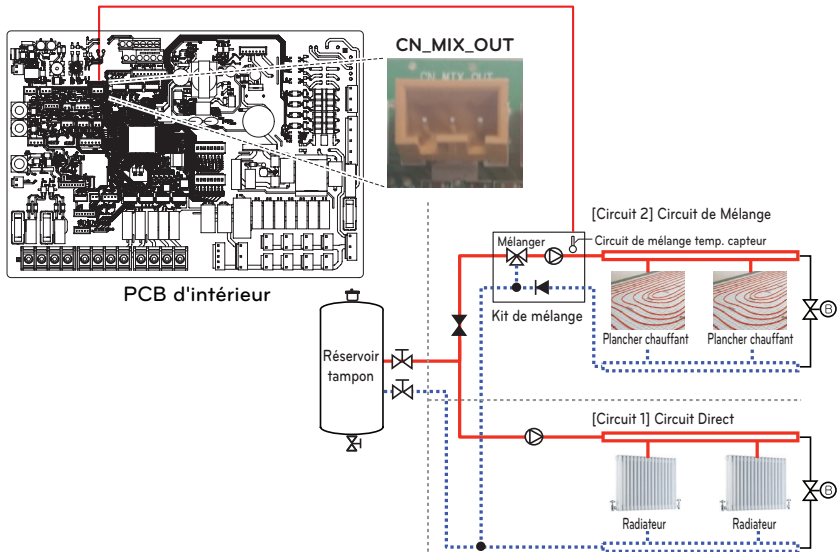 CN_MIX_OUT
CN_MIX_OUT
PCB d'intérieur
[Circuit 2] Circuit de Mélange
Mélanger
Circuit de mélange temp. capteur
Kit de mélange
Plancher chauffant
Plancher chauffant
B
Réservoir
tampon
[Circuit 1] Circuit Direct
Radiateur
Radiateur
B